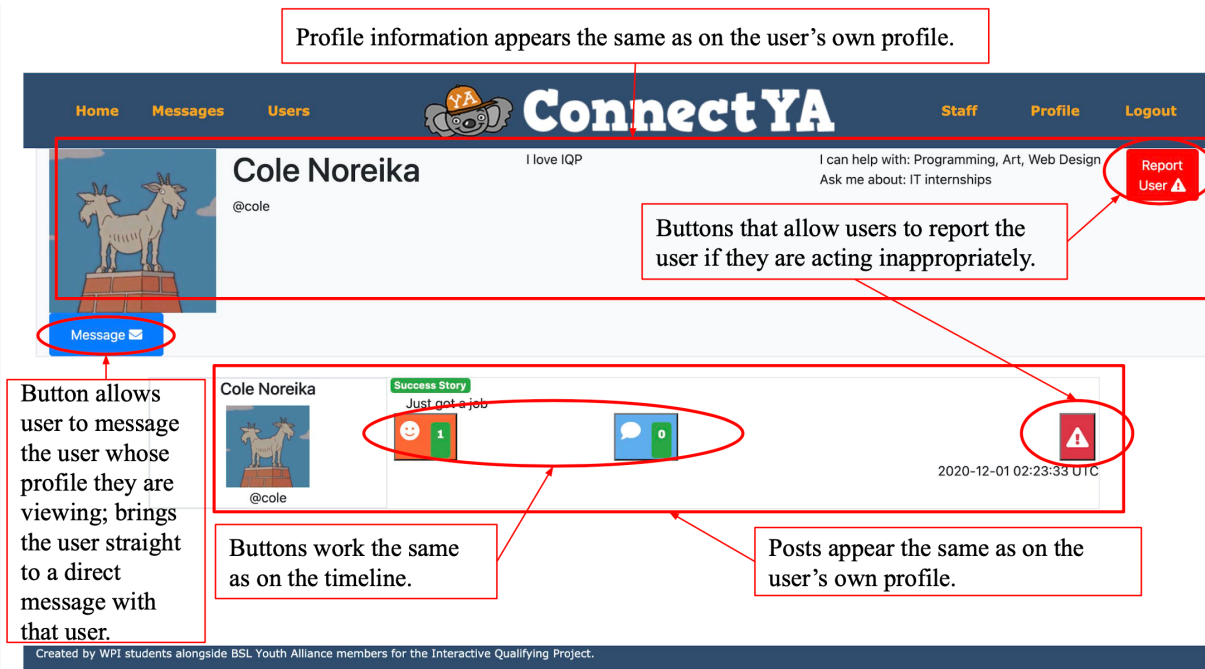 Profile information appears the same as on the user's own profile.
Home Messages Users YA ConnectYA Staff Profile Logout
Cole Noreika
@cole
I love IQP
I can help with: Programming, Art, Web Design
Ask me about: IT internships
Report
User
Buttons that allow users to report the
user if they are acting inappropriately.
Message
Button allows
user to message
the user whose
profile they are
viewing; brings
the user straight
to a direct
message with
that user.
Cole Noreika
@cole
Success Story
Just got a job
1
0
2020-12-01 02:23:33 UTC
Buttons work the same
as on the timeline.
Posts appear the same as on the
user's own profile.
Created by WPI students alongside BSL Youth Alliance members for the Interactive Qualifying Project.